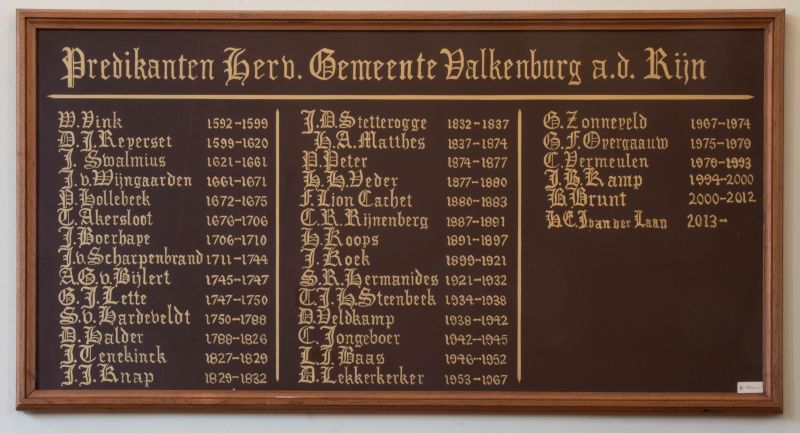 Predikanten Herv. Gemeente Valkenburg a.d. Rijn
W. Vink 1592-1599
D. J. Reyerset 1599-1620
J. Swalmius 1621-1661
J. v. Wijngaarden 1661-1671
P. Hollebeek 1672-1675
T. Akersloot 1676-1706
J. Boerhave 1706-1710
J. v. Scharpenbrand 1711-1744
A. G. v. Bijlert 1745-1747
G. J. Lette 1747-1750
S. v. Hardeveldt 1750-1788
D. Halder 1788-1826
J. Tenekinck 1827-1829
J. J. Knap 1829-1832
J. D. Stetterogge 1832-1837
H. A. Matthes 1837-1874
P. Peter 1874-1877
H. H. Veder 1877-1880
F. Lion Cachet 1880-1883
C. R. Rijnenberg 1887-1891
H. Koops 1891-1897
J. Koek 1899-1921
S. R. Hermanides 1921-1932
T. J. H. Steenbeek 1934-1938
D. Veldkamp 1938-1942
C. Jongeboer 1942-1945
L. J. Baas 1946-1952
D. Lekkerkerker 1953-1967
G. Zonneveld 1967-1974
G. F. Overgaauw 1975-1979
C. Vermeulen 1979-1993
J. B. Kamp 1994-2000
B. Brunt 2000-2012
H. E. J. van der Laan 2013-